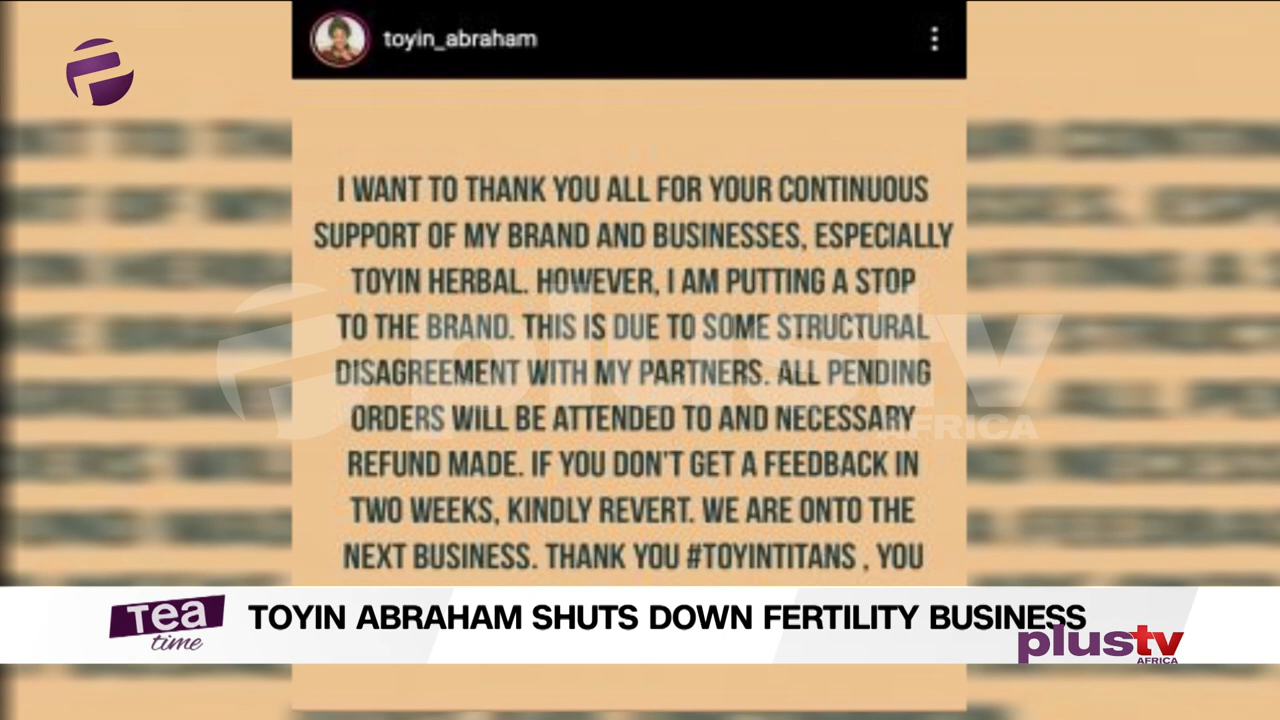 toyin_abraham
I WANT TO THANK YOU ALL FOR YOUR CONTINUOUS
SUPPORT OF MY BRAND AND BUSINESSES, ESPECIALLY
TOYIN HERBAL. HOWEVER, I AM PUTTING A STOP
TO THE BRAND. THIS IS DUE TO SOME STRUCTURAL
DISAGREEMENT WITH MY PARTNERS. ALL PENDING
ORDERS WILL BE ATTENDED TO AND NECESSARY
REFUND MADE. IF YOU DON'T GET A FEEDBACK IN
TWO WEEKS, KINDLY REVERT. WE ARE ONTO THE
NEXT BUSINESS. THANK YOU #TOYINTITANS , YOU
plustv
AFRICA
Tea
time
TOYIN ABRAHAM SHUTS DOWN FERTILITY BUSINESS
plustv
AFRICA